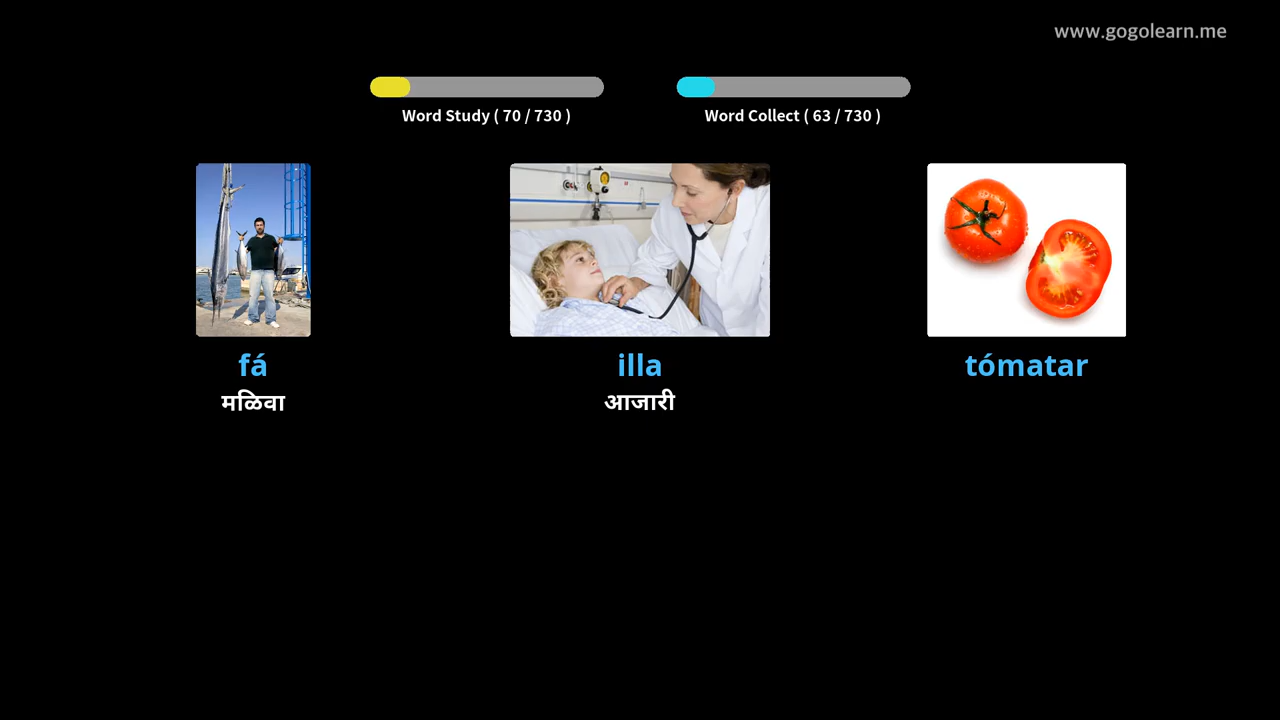 www.gogolearn.me
Word Study ( 70 / 730 )
Word Collect ( 63 / 730 )
fá
illa
tómatar
मळिवा
आजारी